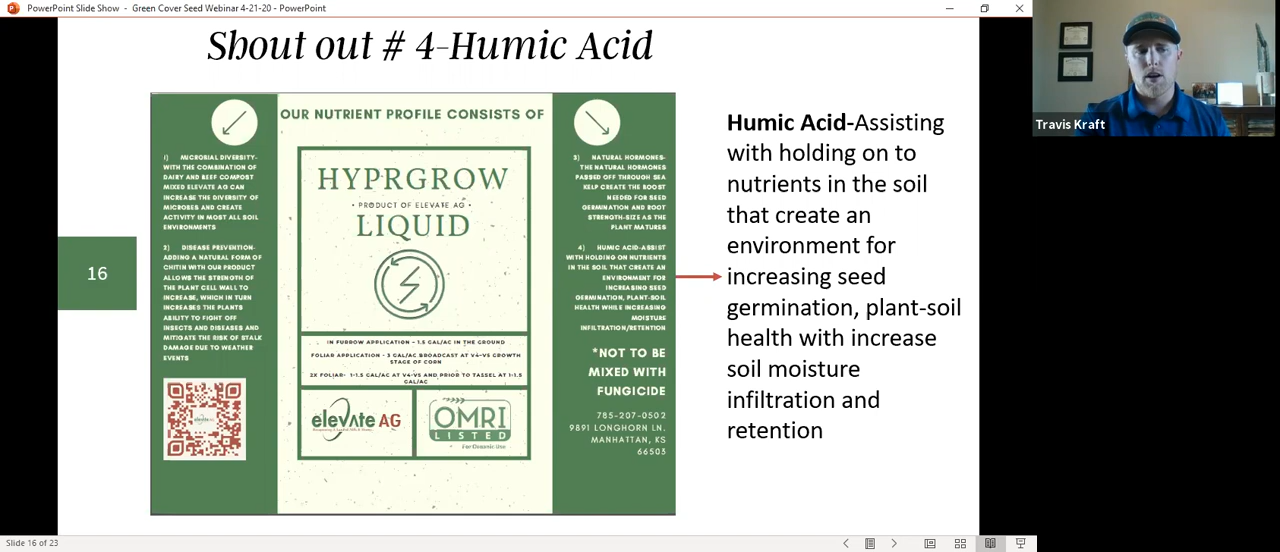 PowerPoint Slide Show - Green Cover Seed Webinar 4-21-20 - PowerPoint
Shout out # 4-Humic Acid
OUR NUTRIENT PROFILE CONSISTS OF
1) MICROBIAL DIVERSITY-
WITH THE COMBINATION OF
DAIRY AND BEEF COMPOST
MIXED ELEVATE AG CAN
INCREASE THE DIVERSITY OF
MICROBES AND CREATE
ACTIVITY IN MOST ALL SOIL
ENVIRONMENTS
2) DISEASE PREVENTION-
ADDING A NATURAL FORM OF
CHITIN WITH OUR PRODUCT
ALLOWS THE STRENGTH OF
THE PLANT CELL WALL TO
INCREASE, WHICH IN TURN
INCREASES THE PLANTS
ABILITY TO FIGHT OFF
INSECTS AND DISEASES AND
MITIGATE THE RISK OF STALK
DAMAGE DUE TO WEATHER
EVENTS
HYPRGROW
• PRODUCT OF ELEVATE AG •
LIQUID
IN FURROW APPLICATION - 1.5 GAL/AC IN THE GROUND
FOLIAR APPLICATION - 3 GAL/AC BROADCAST AT V4-V5 GROWTH
STAGE OF CORN
2X FOLIAR- 1-1.5 GAL/AC AT V4-V5 AND PRIOR TO TASSEL AT 1-1.5
GAL/AC
elevate AG
OMRI
LISTED
For Organic Use
3) NATURAL HORMONES-
THE NATURAL HORMONES
PASSED OFF THROUGH SEA
KELP CREATE THE BOOST
NEEDED FOR SEED
GERMINATION AND ROOT
STRENGTH-SIZE AS THE
PLANT MATURES
4) HUMIC ACID-ASSIST
WITH HOLDING ON NUTRIENTS
IN THE SOIL THAT CREATE AN
ENVIRONMENT FOR
INCREASING SEED
GERMINATION, PLANT-SOIL
HEALTH WHILE INCREASING
MOISTURE
INFILTRATION/RETENTION
*NOT TO BE
MIXED WITH
FUNGICIDE
785-207-0502
9891 LONGHORN LN.
MANHATTAN, KS
66503
Humic Acid-Assisting
with holding on to
nutrients in the soil
that create an
environment for
increasing seed
germination, plant-soil
health with increase
soil moisture
infiltration and
retention
16
Travis Kraft
Slide 16 of 23